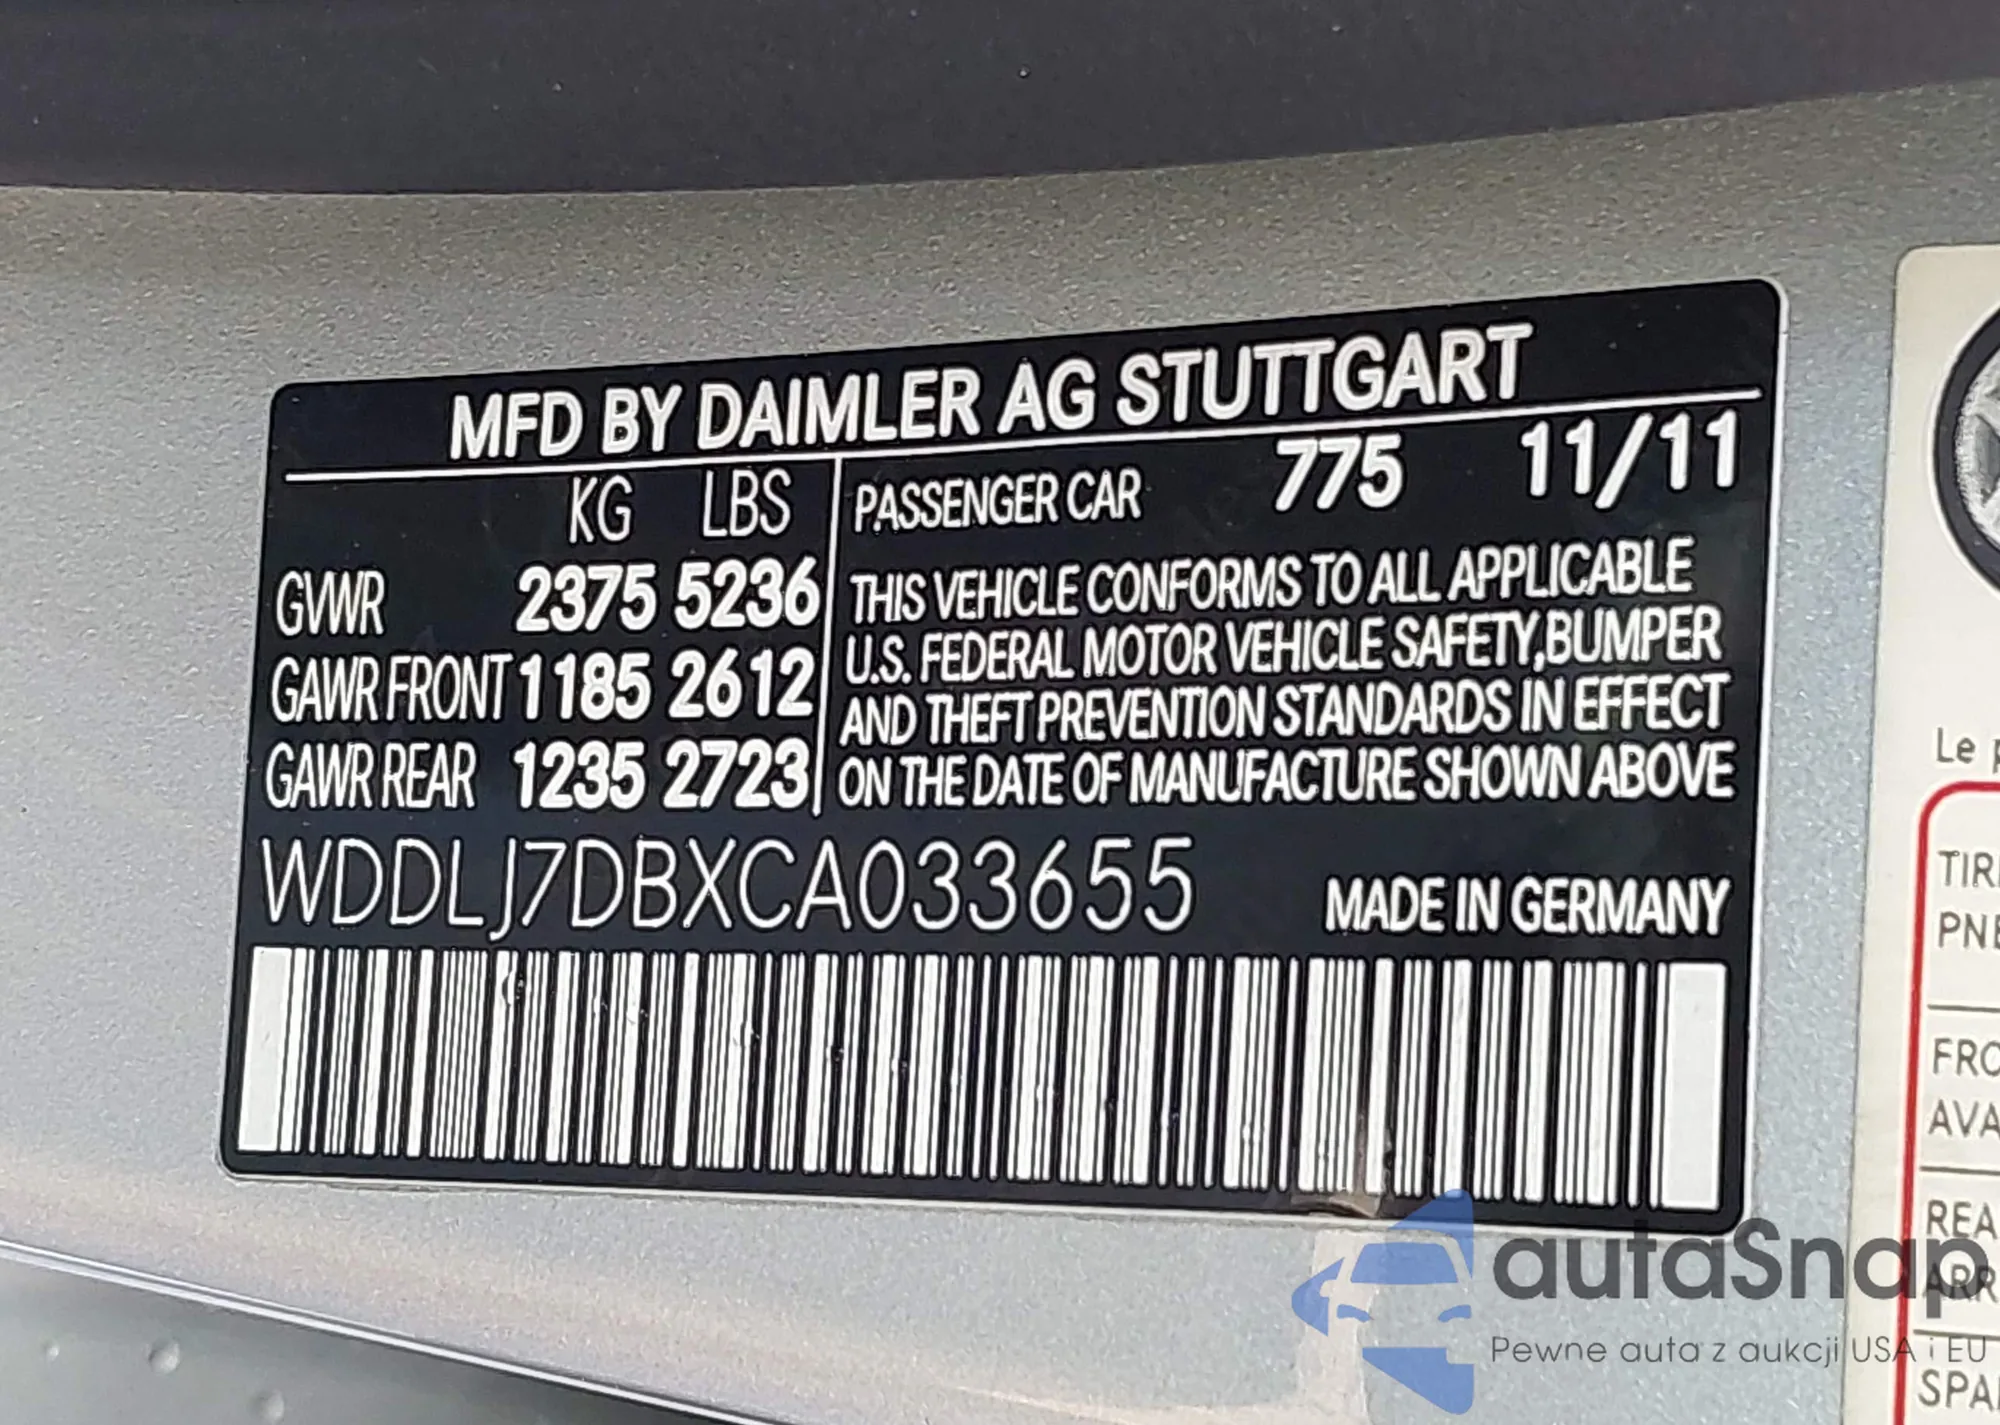 MFD BY DAIMLER AG STUTTGART
KG LBS
GVWR 2375 5236
GAWR FRONT 1185 2612
GAWR REAR 1235 2723
PASSENGER CAR 775 11/11
THIS VEHICLE CONFORMS TO ALL APPLICABLE
U.S. FEDERAL MOTOR VEHICLE SAFETY,BUMPER
AND THEFT PREVENTION STANDARDS IN EFFECT
ON THE DATE OF MANUFACTURE SHOWN ABOVE
WDDLJ7DBXCA033655 MADE IN GERMANY
Le
autaSnap
Pewne auta z aukcji USA i EU